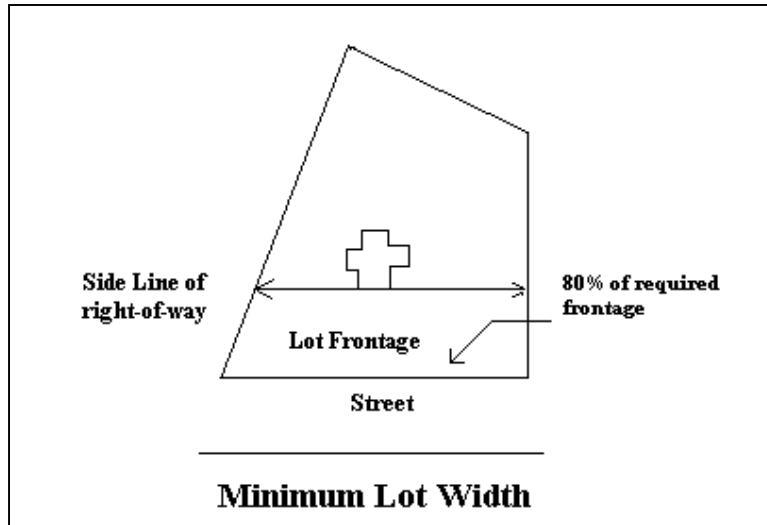 Side Line of
right-of-way
80% of required
frontage
Lot Frontage
Street
Minimum Lot Width